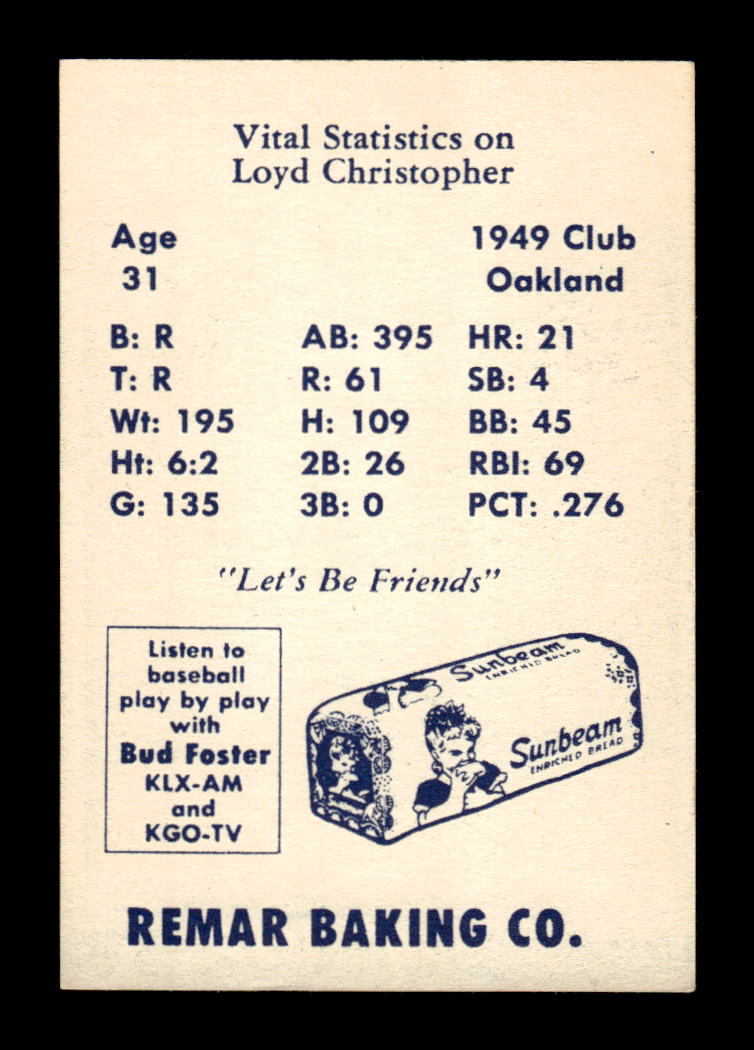 Vital Statistics on
Loyd Christopher
Age 1949 Club
31 Oakland
B: R AB: 395 HR: 21
T: R R: 61 SB: 4
Wt: 195 H: 109 BB: 45
Ht: 6:2 2B: 26 RBI: 69
G: 135 3B: 0 PCT: .276
"Let's Be Friends"
Listen to
baseball
play by play
with
Bud Foster
KLX-AM
and
KGO-TV
Sunbeam
ENRICHED BREAD
Sunbeam
ENRICHED BREAD
REMAR BAKING CO.